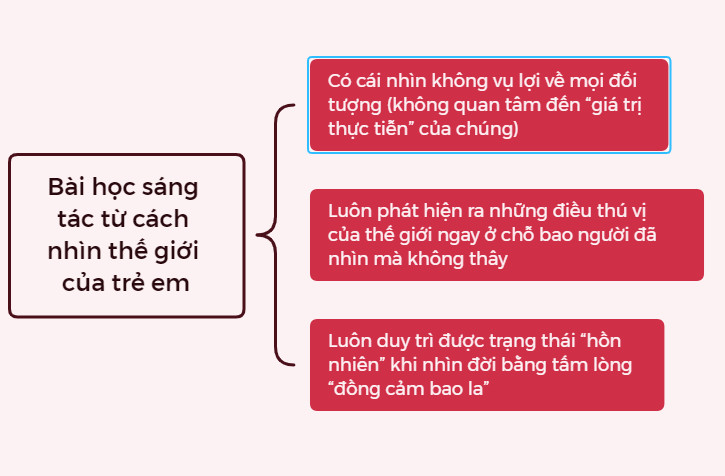 Bài học sáng
tác từ cách
nhìn thế giới
của trẻ em
Có cái nhìn không vụ lợi về mọi đối
tượng (không quan tâm đến “giá trị
thực tiễn” của chúng)
Luôn phát hiện ra những điều thú vị
của thế giới ngay ở chỗ bao người đã
nhìn mà không thấy
Luôn duy trì được trạng thái “hồn
nhiên” khi nhìn đời bằng tấm lòng
“đồng cảm bao la”